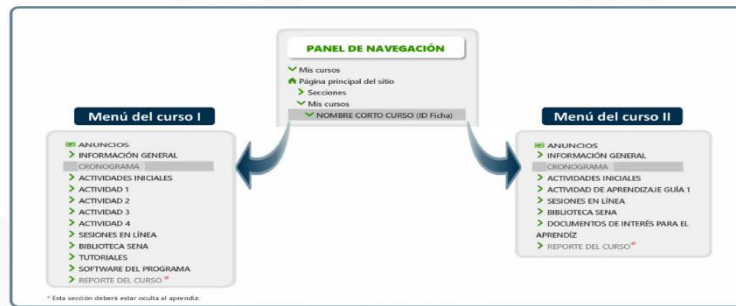 PANEL DE NAVEGACIÓN
Mis cursos
Página principal del sitio
Secciones
Mis cursos
NOMBRE CORTO CURSO (ID Ficha)
Menú del curso I
ANUNCIOS
INFORMACIÓN GENERAL
CRONOGRAMA
ACTIVIDADES INICIALES
ACTIVIDAD 1
ACTIVIDAD 2
ACTIVIDAD 3
ACTIVIDAD 4
SESIONES EN LÍNEA
BIBLIOTECA SENA
TUTORIALES
SOFTWARE DEL PROGRAMA
REPORTE DEL CURSO *
* Esta sección deberá estar oculta al aprendiz.
Menú del curso II
ANUNCIOS
INFORMACIÓN GENERAL
CRONOGRAMA
ACTIVIDADES INICIALES
ACTIVIDAD DE APRENDIZAJE GUÍA 1
SESIONES EN LÍNEA
BIBLIOTECA SENA
DOCUMENTOS DE INTERÉS PARA EL
APRENDÍZ
REPORTE DEL CURSO *